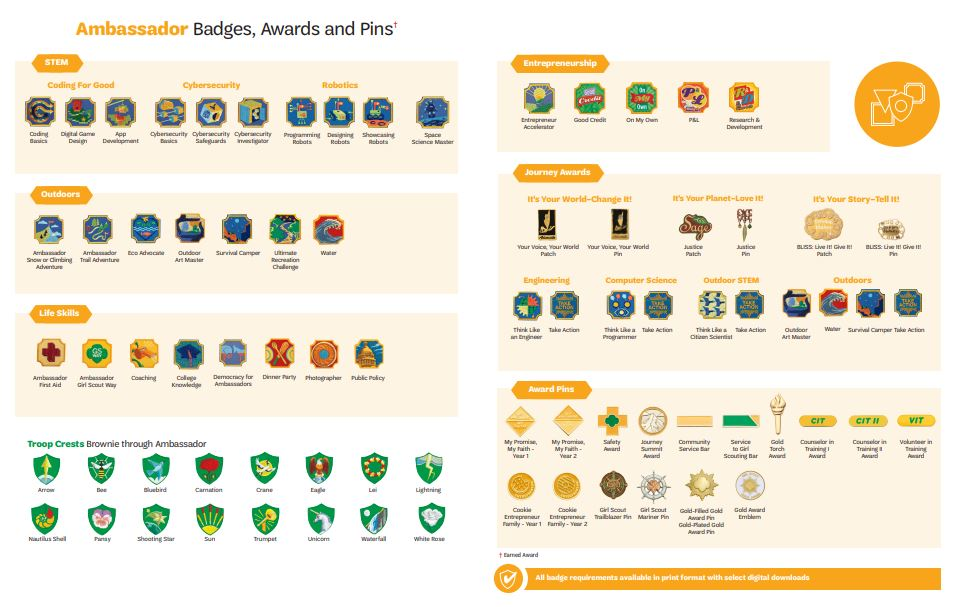 Ambassador Badges, Awards and Pins†
STEM
Coding For Good
Cybersecurity
Robotics
Coding Basics
Digital Game Design
App Development
Cybersecurity Basics
Cybersecurity Safeguards
Cybersecurity Investigator
Programming Robots
Designing Robots
Showcasing Robots
Space Science Master
Outdoors
Ambassador Snow or Climbing Adventure
Ambassador Trail Adventure
Eco Advocate
Outdoor Art Master
Survival Camper
Ultimate Recreation Challenge
Water
Life Skills
Ambassador First Aid
Ambassador Girl Scout Way
Coaching
College Knowledge
Democracy for Ambassadors
Dinner Party
Photographer
Public Policy
Troop Crests Brownie through Ambassador
Arrow
Bee
Bluebird
Carnation
Crane
Eagle
Lei
Lightning
Nautilus Shell
Pansy
Shooting Star
Sun
Trumpet
Unicorn
Waterfall
White Rose
Entrepreneurship
Entrepreneur Accelerator
Good Credit
On My Own
P&L
Research & Development
Journey Awards
It's Your World–Change It!
It's Your Planet–Love It!
It's Your Story–Tell It!
Your Voice, Your World Patch
Your Voice, Your World Pin
Sage
Justice Patch
Justice Pin
BLISS: Live It! Give It! Patch
BLISS: Live It! Give It! Pin
Engineering
Computer Science
Outdoor STEM
Outdoors
TAKE ACTION
TAKE ACTION
TAKE ACTION
TAKE ACTION
Think Like an Engineer
Take Action
Think Like a Programmer
Take Action
Think Like a Citizen Scientist
Take Action
Outdoor Art Master
Water
Survival Camper
Take Action
Award Pins
CIT
CIT II
VIT
My Promise, My Faith - Year 1
My Promise, My Faith - Year 2
Safety Award
Journey Summit Award
Community Service Bar
Service to Girl Scouting Bar
Gold Torch Award
Counselor in Training I Award
Counselor in Training II Award
Volunteer in Training Award
Cookie Entrepreneur Family - Year 1
Cookie Entrepreneur Family - Year 2
Girl Scout Trailblazer Pin
Girl Scout Mariner Pin
Gold-Filled Gold Award Pin
Gold-Plated Gold Award Pin
Gold Award Emblem
† Earned Award
All badge requirements available in print format with select digital downloads